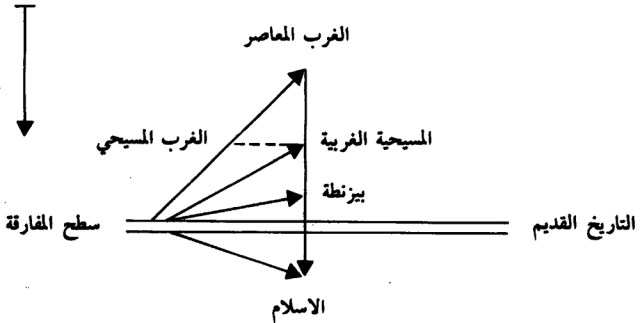 الغرب المعاصر
المسيحية الغربية
الغرب المسيحي
بيزنطة
التاريخ القديم
سطح المفارقة
الاسلام